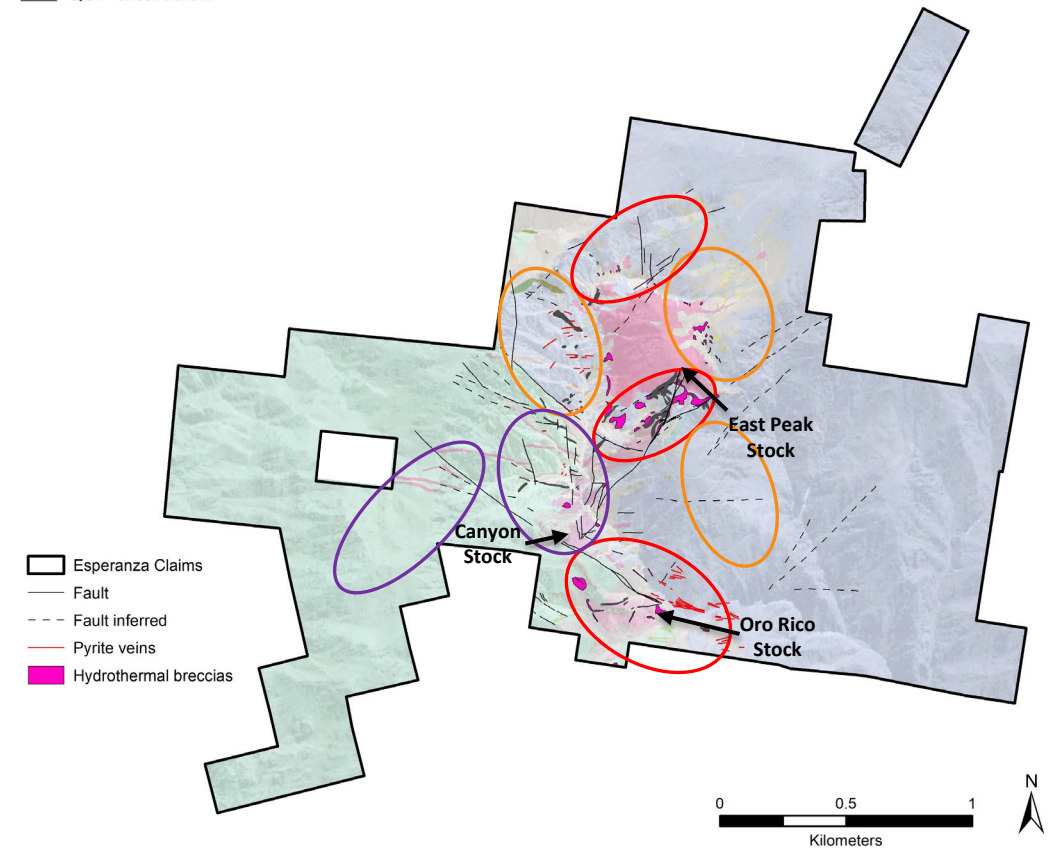 East Peak
Stock
Canyon
Stock
Oro Rico
Stock
Esperanza Claims
Fault
Fault inferred
Pyrite veins
Hydrothermal breccias
0 0.5 1
Kilometers
N